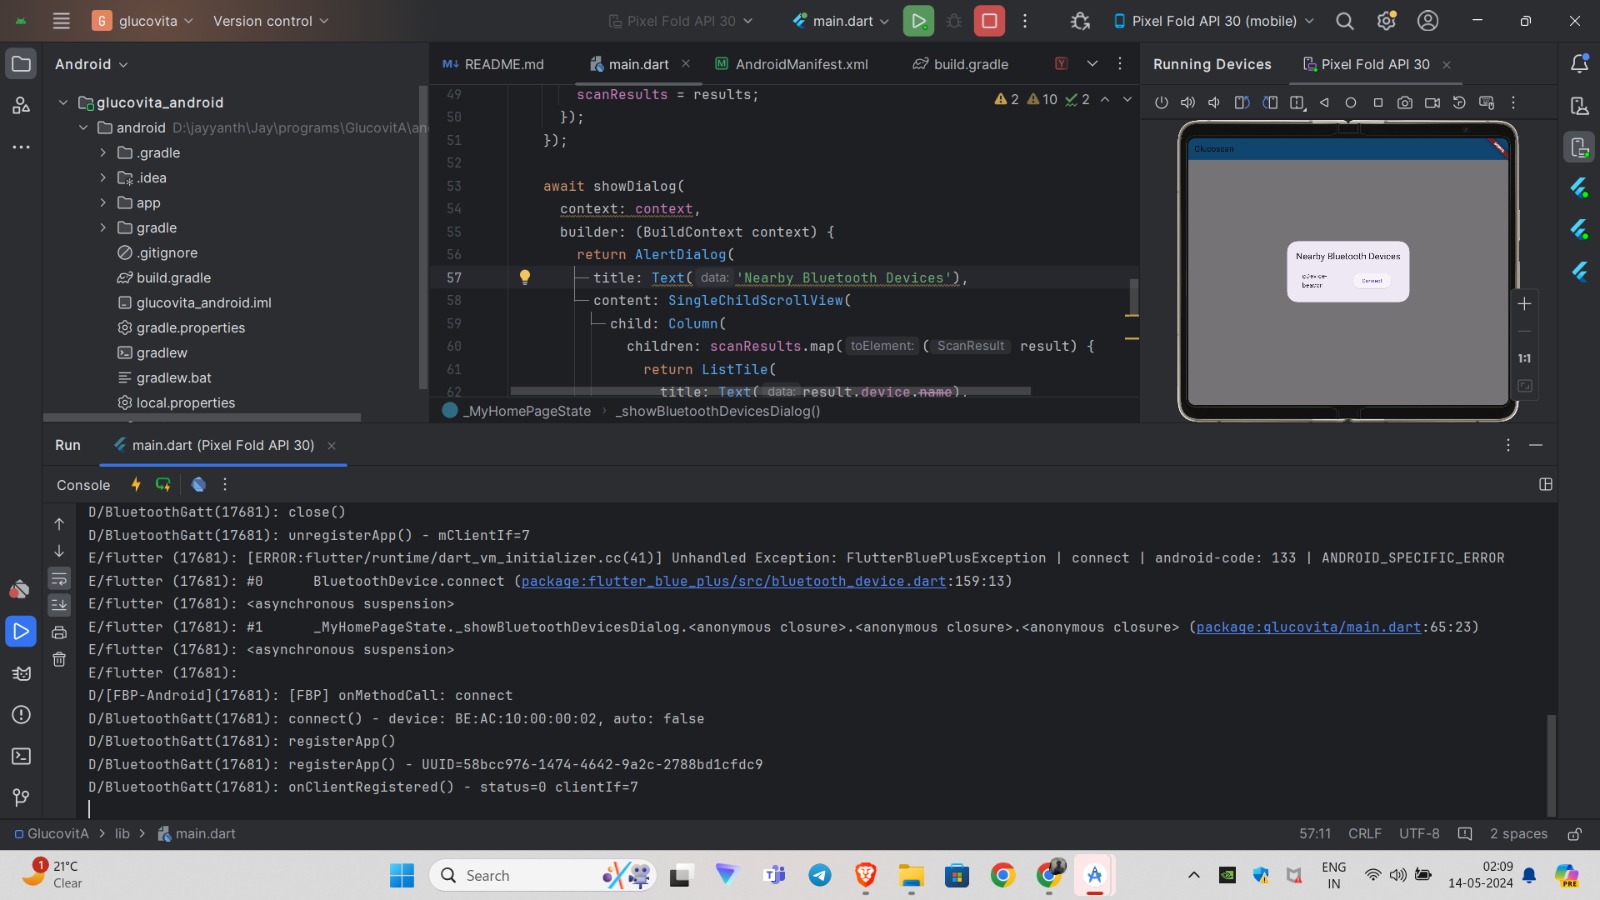 G glucovita Version control Pixel Fold API 30 main.dart Pixel Fold API 30 (mobile)
Android
README.md main.dart AndroidManifest.xml build.gradle
Running Devices Pixel Fold API 30
glucovita_android
android D:\jayyanth\Jay\programs\GlucovitA\an
.gradle
.idea
app
gradle
.gitignore
build.gradle
glucovita_android.iml
gradle.properties
gradlew
gradlew.bat
local.properties
2 10 2
49 scanResults = results;
50 });
51 });
52
53 await showDialog(
54 context: context,
55 builder: (BuildContext context) {
56 return AlertDialog(
57 title: Text( data: 'Nearby Bluetooth Devices'),
58 content: SingleChildScrollView(
59 child: Column(
60 children: scanResults.map( toElement: ( ScanResult result) {
61 return ListTile(
62 title: Text( data: result.device.name),
_MyHomePageState › _showBluetoothDevicesDialog()
Glucoscan
Nearby Bluetooth Devices
beacon
Connect
1:1
Run main.dart (Pixel Fold API 30)
Console
D/BluetoothGatt(17681): close()
D/BluetoothGatt(17681): unregisterApp() - mClientIf=7
E/flutter (17681): [ERROR:flutter/runtime/dart_vm_initializer.cc(41)] Unhandled Exception: FlutterBluePlusException | connect | android-code: 133 | ANDROID_SPECIFIC_ERROR
E/flutter (17681): #0 BluetoothDevice.connect (package:flutter_blue_plus/src/bluetooth_device.dart:159:13)
E/flutter (17681): <asynchronous suspension>
E/flutter (17681): #1 _MyHomePageState._showBluetoothDevicesDialog.<anonymous closure>.<anonymous closure>.<anonymous closure> (package:glucovita/main.dart:65:23)
E/flutter (17681): <asynchronous suspension>
E/flutter (17681):
D/[FBP-Android](17681): [FBP] onMethodCall: connect
D/BluetoothGatt(17681): connect() - device: BE:AC:10:00:00:02, auto: false
D/BluetoothGatt(17681): registerApp()
D/BluetoothGatt(17681): registerApp() - UUID=58bcc976-1474-4642-9a2c-2788bd1cfdc9
D/BluetoothGatt(17681): onClientRegistered() - status=0 clientIf=7
GlucovitA › lib › main.dart
57:11 CRLF UTF-8 2 spaces
1 21°C
Clear
Search
ENG
IN
02:09
14-05-2024
PRE